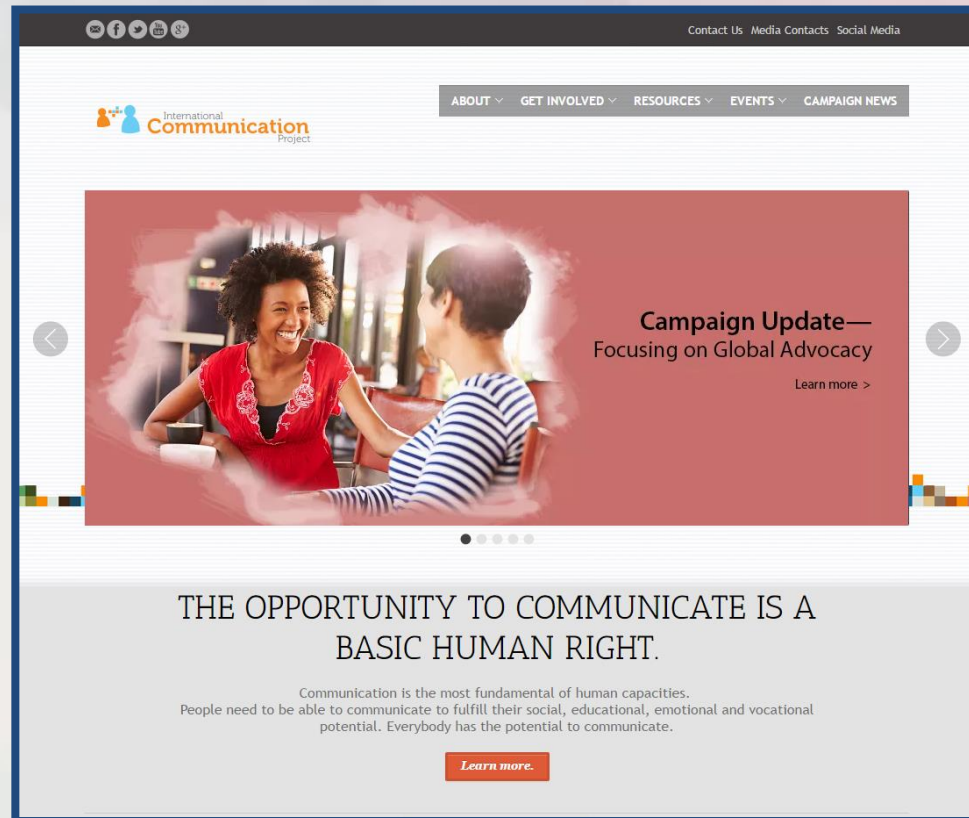 Contact Us Media Contacts Social Media
ABOUT GET INVOLVED RESOURCES EVENTS CAMPAIGN NEWS
International
Communication
Project
Campaign Update—
Focusing on Global Advocacy
Learn more >
THE OPPORTUNITY TO COMMUNICATE IS A
BASIC HUMAN RIGHT.
Communication is the most fundamental of human capacities.
People need to be able to communicate to fulfill their social, educational, emotional and vocational
potential. Everybody has the potential to communicate.
Learn more.